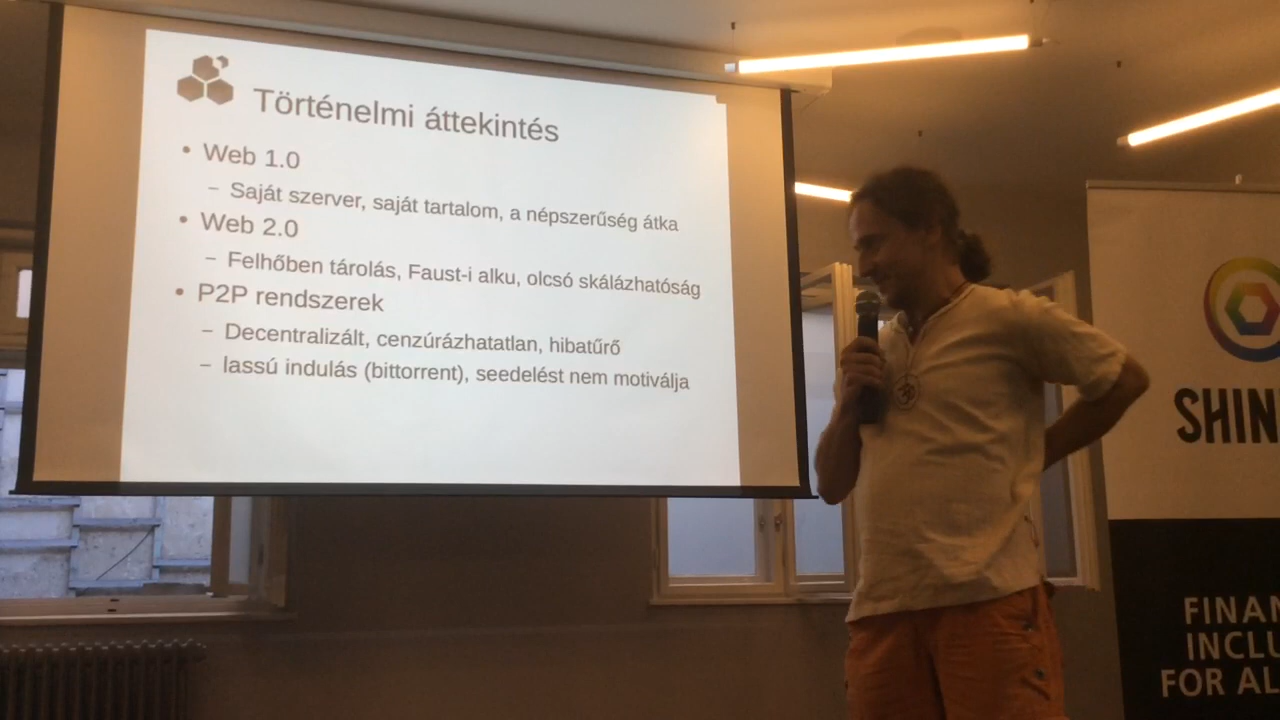 Történelmi áttekintés
• Web 1.0
– Saját szerver, saját tartalom, a népszerűség átka
• Web 2.0
– Felhőben tárolás, Faust-i alku, olcsó skálázhatóság
• P2P rendszerek
– Decentralizált, cenzúrázhatatlan, hibatűrő
– lassú indulás (bittorrent), seedelést nem motiválja
SHIN
FINAN
INCLU
FOR AL